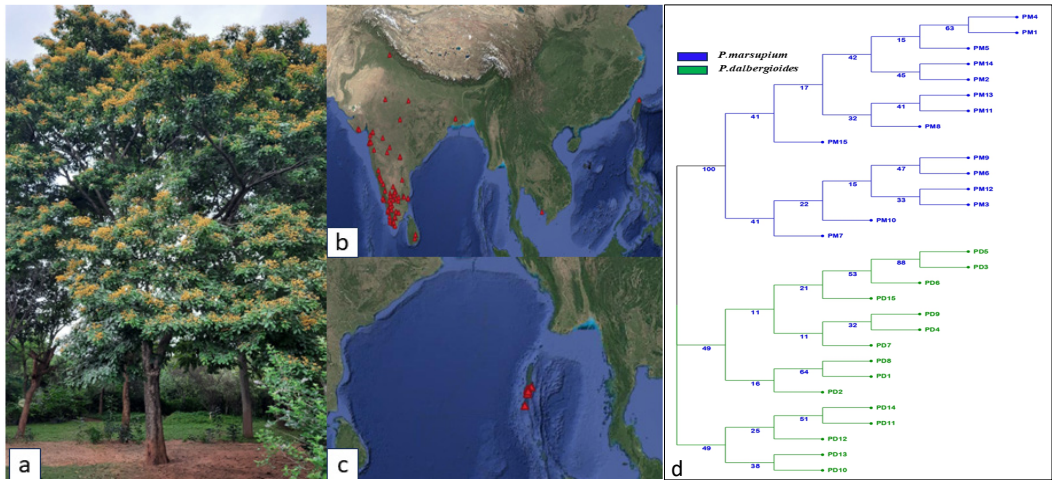 a
b
c
d
P.marsupium
P.dalbergioides
PM4
63
PM1
15
PM5
42
PM14
45
PM2
17
PM13
41
PM11
32
PM8
41
PM15
100
PM9
47
PM6
15
PM12
33
PM3
22
PM10
41
PM7
PD5
88
PD3
53
PD6
21
PD15
11
PD9
32
PD4
11
PD7
49
PD8
64
PD1
16
PD2
PD14
51
PD11
25
PD12
49
PD13
38
PD10